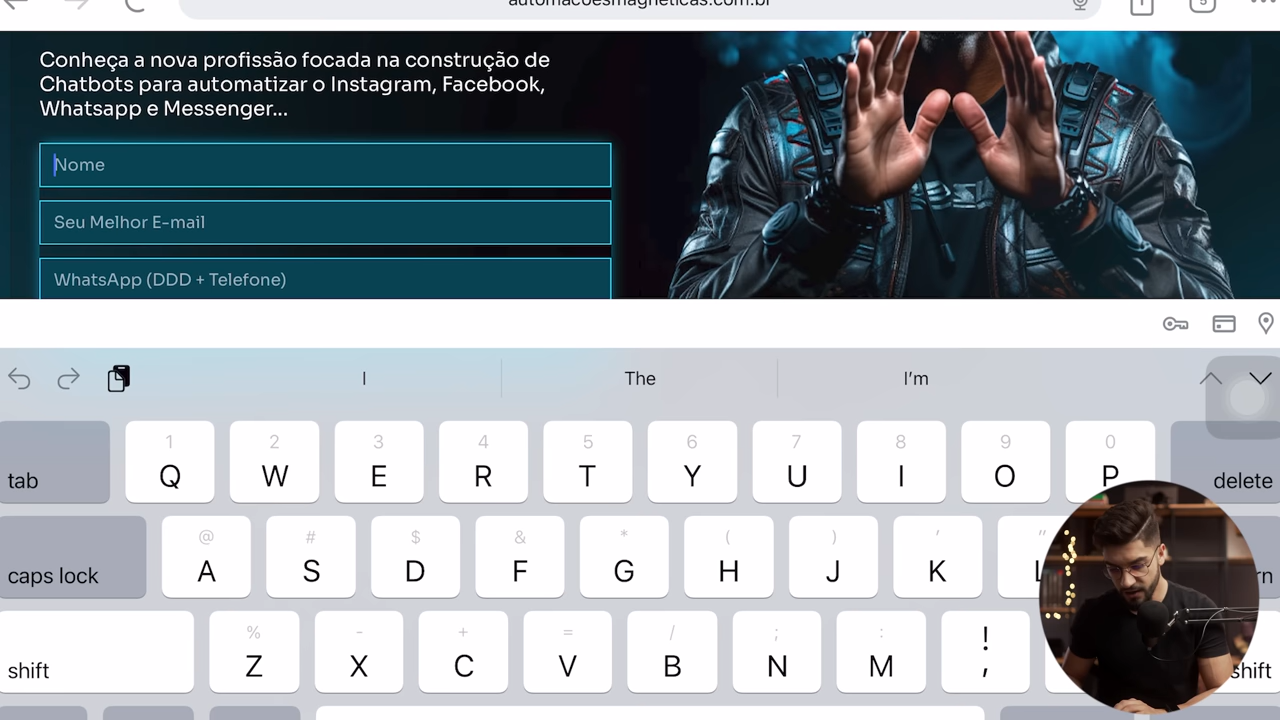 automacoesmagneticas.com.br
5
Conheça a nova profissão focada na construção de
Chatbots para automatizar o Instagram, Facebook,
Whatsapp e Messenger...
Nome
Seu Melhor E-mail
WhatsApp (DDD + Telefone)
I The I'm
1 2 3 4 5 6 7 8 9 0
tab Q W E R T Y U I O P delete
@ # $ & * ( ) ' "
caps lock A S D F G H J K L
% - + = / ; : !
shift Z X C V B N M , shift